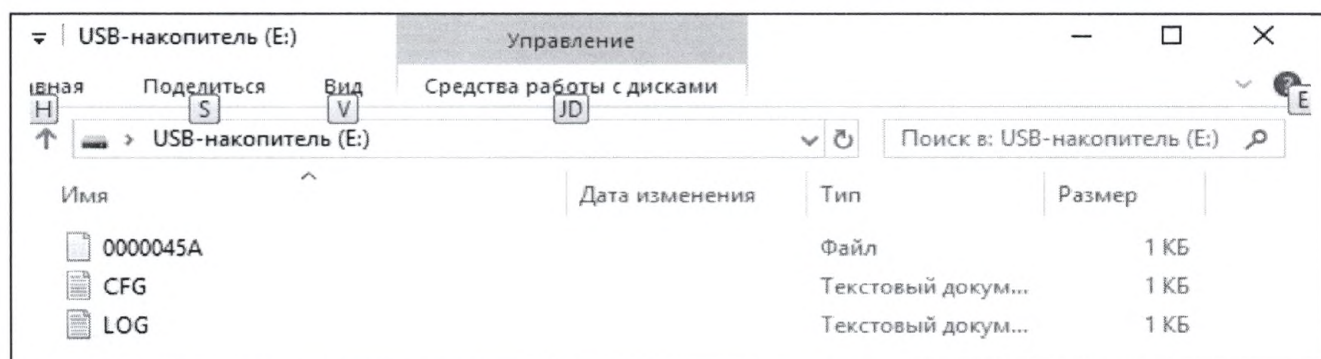 USB-накопитель (E:) Управление
вная Поделиться Вид Средства работы с дисками
H S V JD E
USB-накопитель (E:) Поиск в: USB-накопитель (E:)
Имя Дата изменения Тип Размер
0000045A Файл 1 КБ
CFG Текстовый докум... 1 КБ
LOG Текстовый докум... 1 КБ